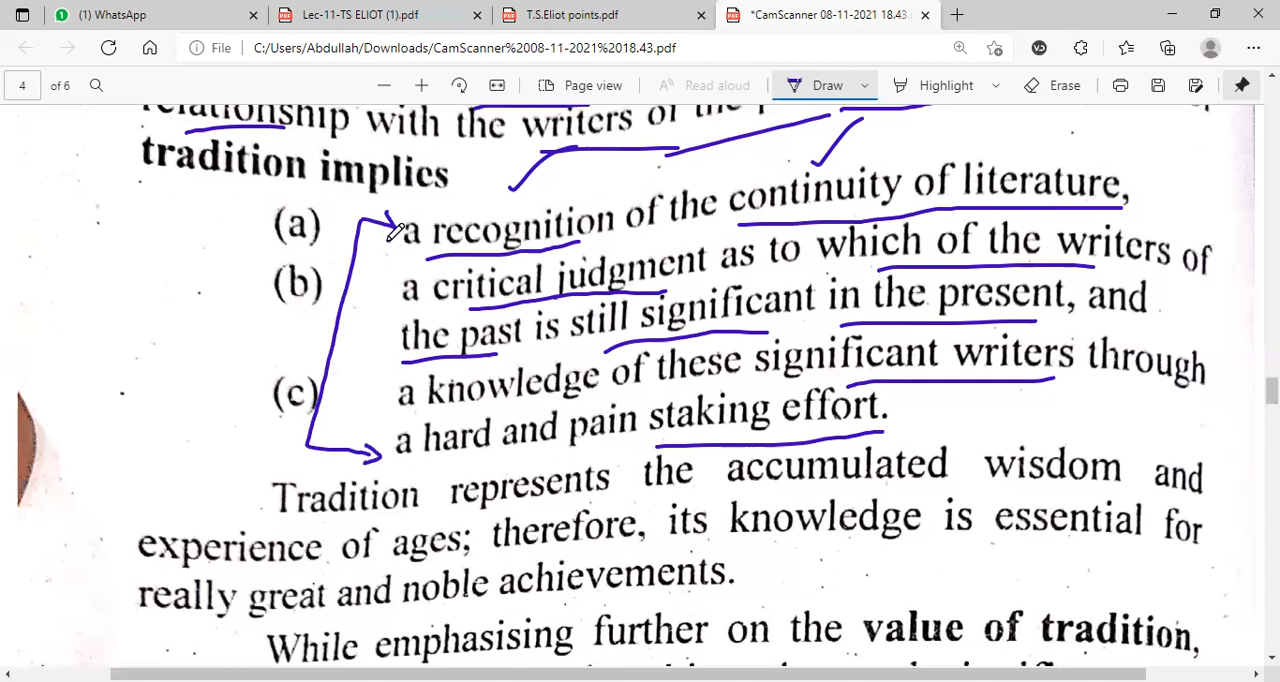 (1) WhatsApp
Lec-11-TS ELIOT (1).pdf
T.S.Eliot points.pdf
*CamScanner 08-11-2021 18.43.
File C:/Users/Abdullah/Downloads/CamScanner%2008-11-2021%2018.43.pdf
4 of 6 Page view Read aloud Draw Highlight Erase
relationship with the writers of the
tradition implies
(a) a recognition of the continuity of literature,
(b) a critical judgment as to which of the writers of
the past is still significant in the present, and
(c) a knowledge of these significant writers through
a hard and pain staking effort.
Tradition represents the accumulated wisdom and
experience of ages; therefore, its knowledge is essential for
really great and noble achievements.
While emphasising further on the value of tradition,